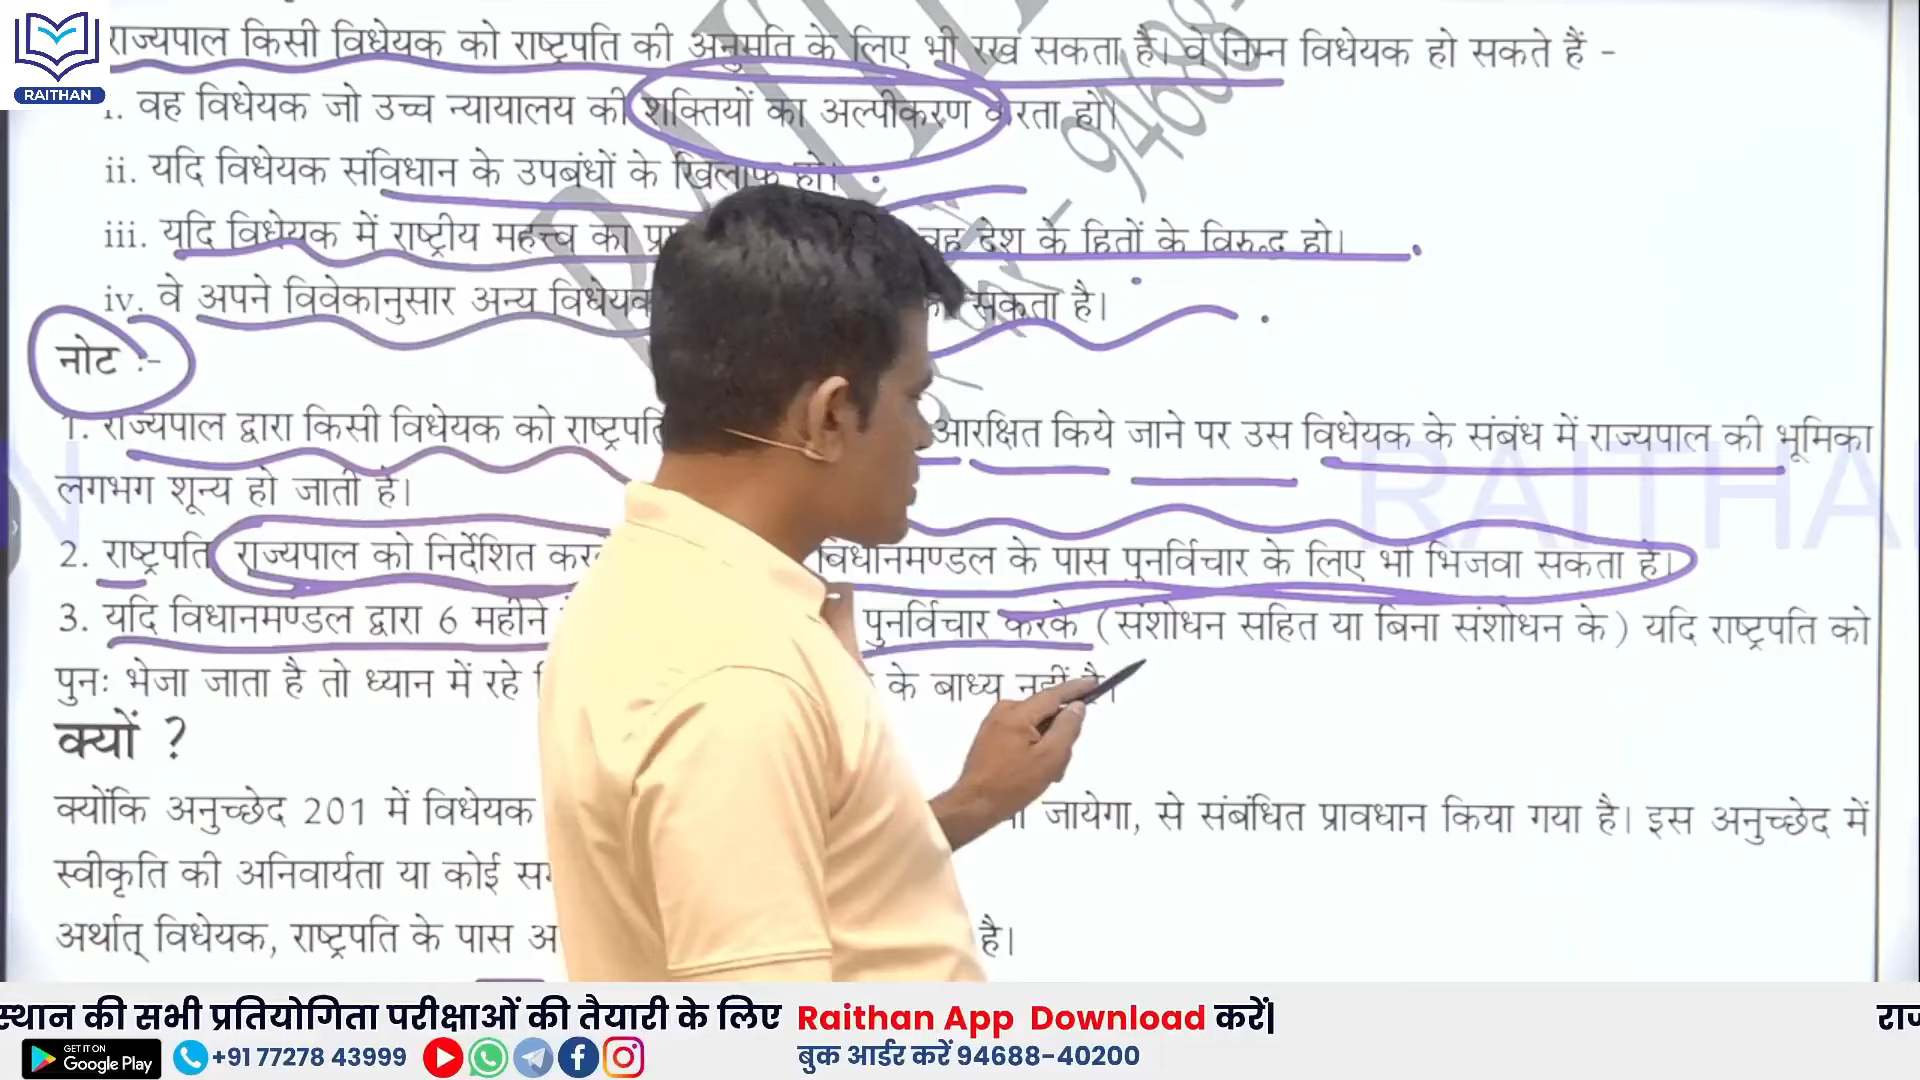 RAITHAN
राज्यपाल किसी विधेयक को राष्ट्रपति की अनुमति के लिए भी रख सकता है। वे निम्न विधेयक हो सकते हैं -
i. वह विधेयक जो उच्च न्यायालय की शक्तियों का अल्पीकरण करता हो।
ii. यदि विधेयक संविधान के उपबंधों के खिलाफ हो।
iii. यदि विधेयक में राष्ट्रीय महत्त्व का वह देश के हितों के विरुद्ध हो।
iv. वे अपने विवेकानुसार अन्य विधेयक सकता है।
नोट :-
1. राज्यपाल द्वारा किसी विधेयक को राष्ट्रपति आरक्षित किये जाने पर उस विधेयक के संबंध में राज्यपाल की भूमिका
लगभग शून्य हो जाती है।
2. राष्ट्रपति राज्यपाल को निर्देशित विधानमण्डल के पास पुनर्विचार के लिए भी भिजवा सकता है।
3. यदि विधानमण्डल द्वारा 6 महीने पुनर्विचार करके (संशोधन सहित या बिना संशोधन के) यदि राष्ट्रपति को
पुनः भेजा जाता है तो ध्यान में रहे के बाध्य नहीं है।
क्यों ?
क्योंकि अनुच्छेद 201 में विधेयक जायेगा, से संबंधित प्रावधान किया गया है। इस अनुच्छेद में
स्वीकृति की अनिवार्यता या कोई
अर्थात् विधेयक, राष्ट्रपति के पास है।
स्थान की सभी प्रतियोगिता परीक्षाओं की तैयारी के लिए Raithan App Download करें|
GET IT ON Google Play +91 77278 43999 बुक आर्डर करें 94688-40200